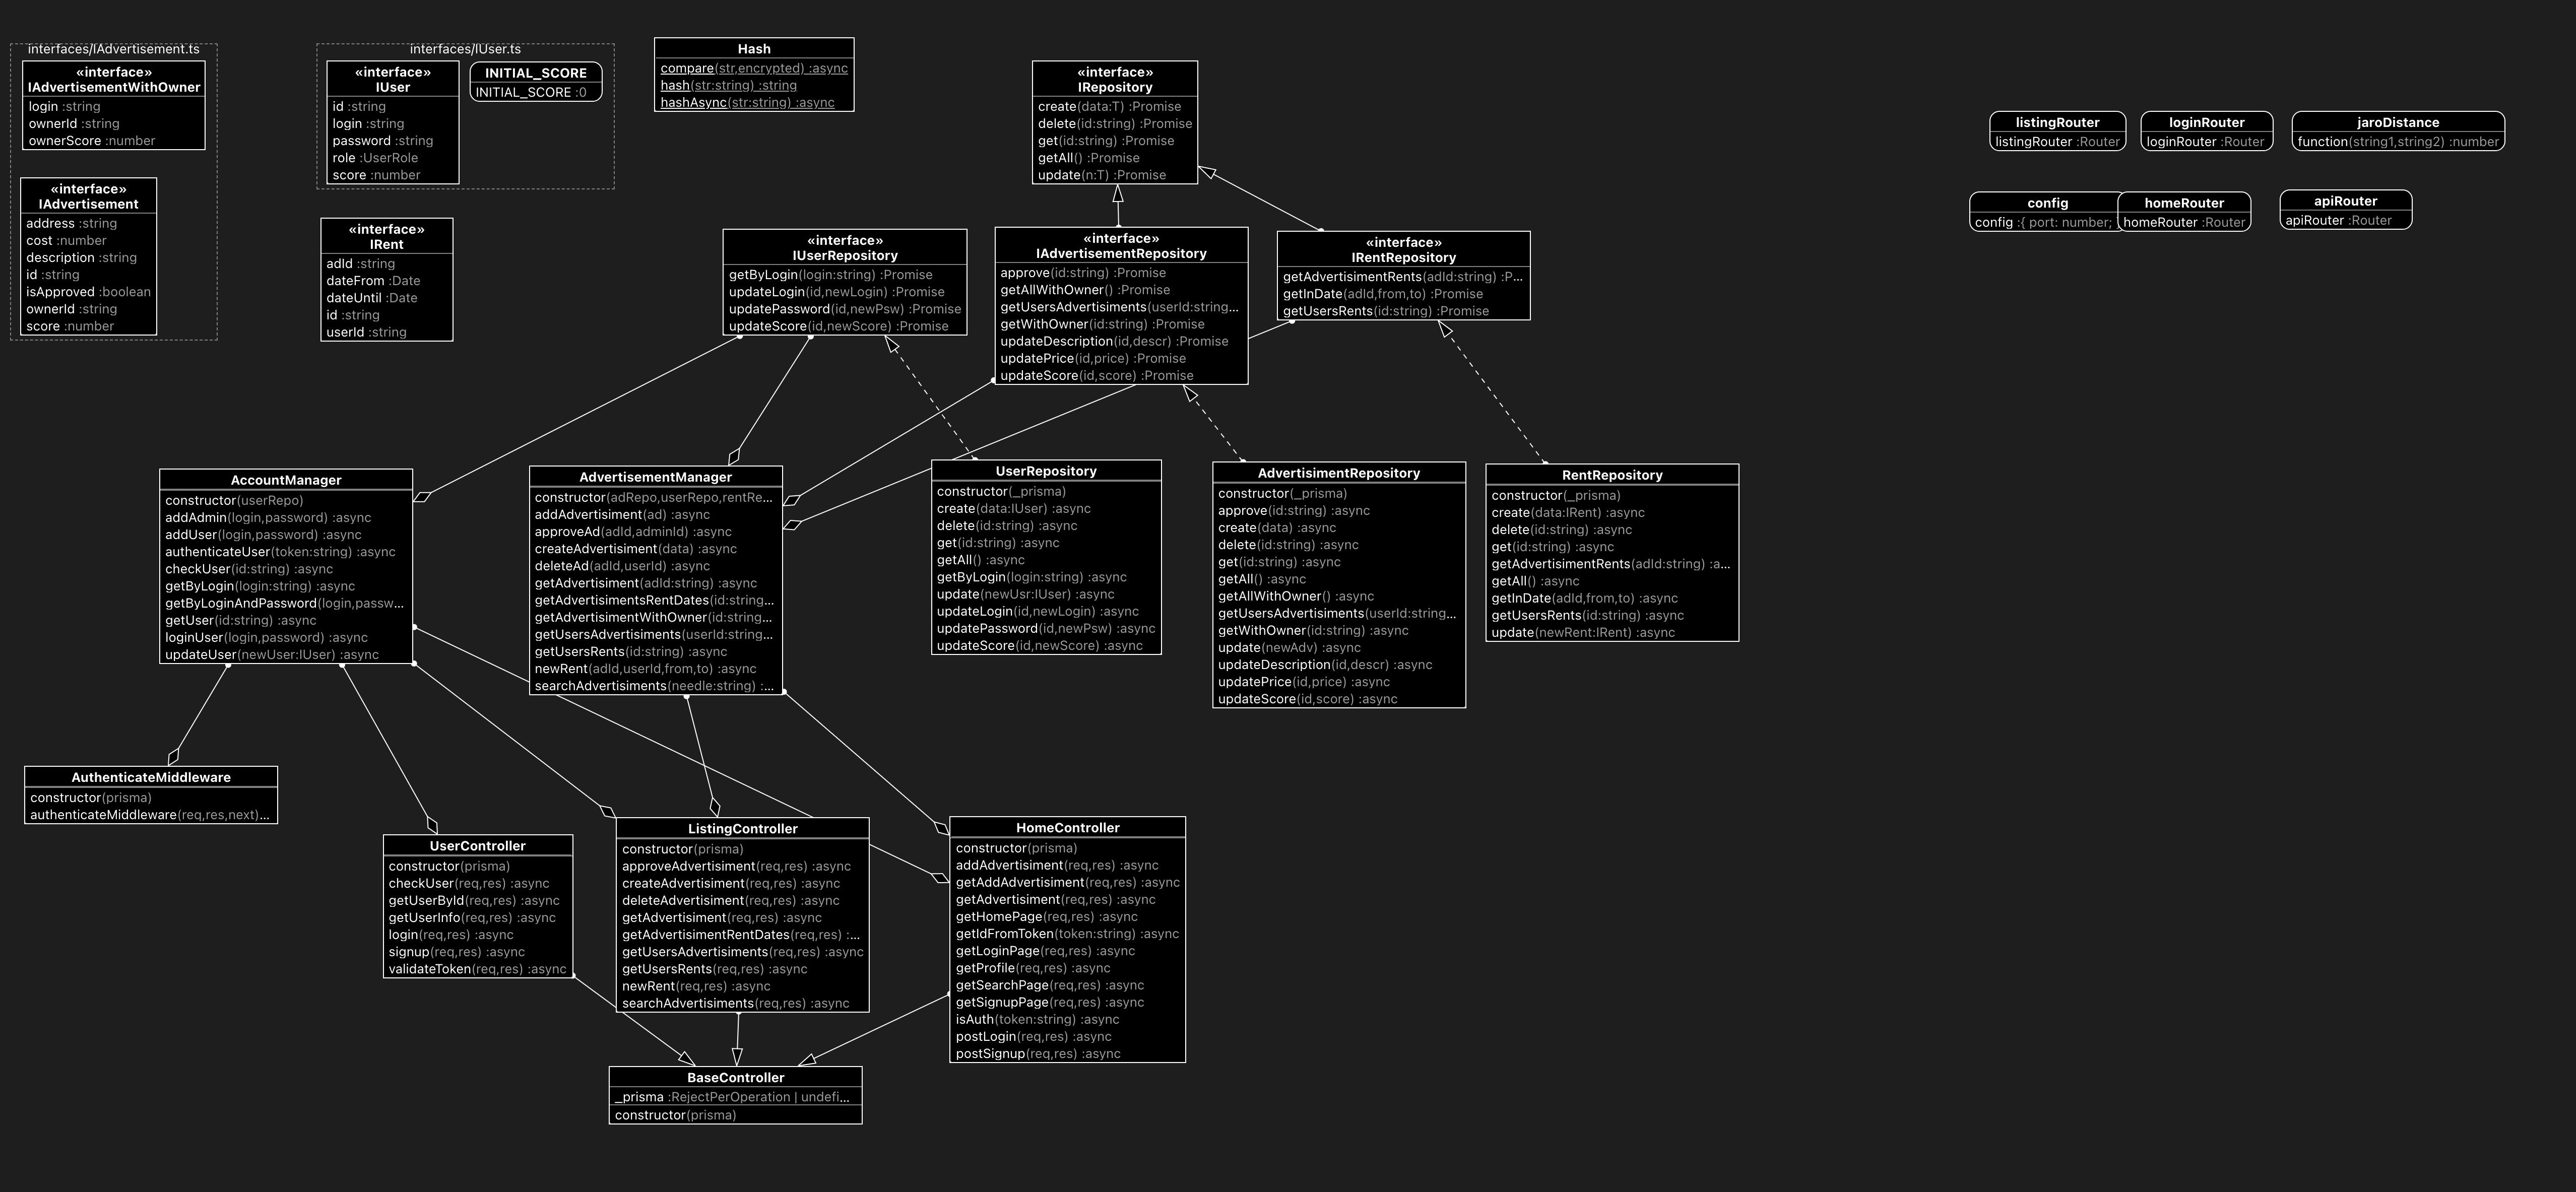 interfaces/IAdvertisement.ts
«interface»
IAdvertisementWithOwner
login :string
ownerId :string
ownerScore :number
«interface»
IAdvertisement
address :string
cost :number
description :string
id :string
isApproved :boolean
ownerId :string
score :number
interfaces/IUser.ts
«interface»
IUser
id :string
login :string
password :string
role :UserRole
score :number
INITIAL_SCORE
INITIAL_SCORE :0
«interface»
IRent
adId :string
dateFrom :Date
dateUntil :Date
id :string
userId :string
Hash
compare(str,encrypted) :async
hash(str:string) :string
hashAsync(str:string) :async
«interface»
IRepository
create(data:T) :Promise
delete(id:string) :Promise
get(id:string) :Promise
getAll() :Promise
update(n:T) :Promise
listingRouter
listingRouter :Router
loginRouter
loginRouter :Router
jaroDistance
function(string1,string2) :number
config
config :{ port: number;
homeRouter
homeRouter :Router
apiRouter
apiRouter :Router
«interface»
IUserRepository
getByLogin(login:string) :Promise
updateLogin(id,newLogin) :Promise
updatePassword(id,newPsw) :Promise
updateScore(id,newScore) :Promise
«interface»
IAdvertisementRepository
approve(id:string) :Promise
getAllWithOwner() :Promise
getUsersAdvertisiments(userId:string...
getWithOwner(id:string) :Promise
updateDescription(id,descr) :Promise
updatePrice(id,price) :Promise
updateScore(id,score) :Promise
«interface»
IRentRepository
getAdvertisimentRents(adId:string) :P...
getInDate(adId,from,to) :Promise
getUsersRents(id:string) :Promise
AccountManager
constructor(userRepo)
addAdmin(login,password) :async
addUser(login,password) :async
authenticateUser(token:string) :async
checkUser(id:string) :async
getByLogin(login:string) :async
getByLoginAndPassword(login,passw...
getUser(id:string) :async
loginUser(login,password) :async
updateUser(newUser:IUser) :async
AdvertisementManager
constructor(adRepo,userRepo,rentRe...
addAdvertisiment(ad) :async
approveAd(adId,adminId) :async
createAdvertisiment(data) :async
deleteAd(adId,userId) :async
getAdvertisiment(adId:string) :async
getAdvertisimentsRentDates(id:string...
getAdvertisimentWithOwner(id:string...
getUsersAdvertisiments(userId:string...
getUsersRents(id:string) :async
newRent(adId,userId,from,to) :async
searchAdvertisiments(needle:string) :...
UserRepository
constructor(_prisma)
create(data:IUser) :async
delete(id:string) :async
get(id:string) :async
getAll() :async
getByLogin(login:string) :async
update(newUsr:IUser) :async
updateLogin(id,newLogin) :async
updatePassword(id,newPsw) :async
updateScore(id,newScore) :async
AdvertisimentRepository
constructor(_prisma)
approve(id:string) :async
create(data) :async
delete(id:string) :async
get(id:string) :async
getAll() :async
getAllWithOwner() :async
getUsersAdvertisiments(userId:string...
getWithOwner(id:string) :async
update(newAdv) :async
updateDescription(id,descr) :async
updatePrice(id,price) :async
updateScore(id,score) :async
RentRepository
constructor(_prisma)
create(data:IRent) :async
delete(id:string) :async
get(id:string) :async
getAdvertisimentRents(adId:string) :a...
getAll() :async
getInDate(adId,from,to) :async
getUsersRents(id:string) :async
update(newRent:IRent) :async
AuthenticateMiddleware
constructor(prisma)
authenticateMiddleware(req,res,next)...
UserController
constructor(prisma)
checkUser(req,res) :async
getUserById(req,res) :async
getUserInfo(req,res) :async
login(req,res) :async
signup(req,res) :async
validateToken(req,res) :async
ListingController
constructor(prisma)
approveAdvertisiment(req,res) :async
createAdvertisiment(req,res) :async
deleteAdvertisiment(req,res) :async
getAdvertisiment(req,res) :async
getAdvertisimentRentDates(req,res) :...
getUsersAdvertisiments(req,res) :async
getUsersRents(req,res) :async
newRent(req,res) :async
searchAdvertisiments(req,res) :async
HomeController
constructor(prisma)
addAdvertisiment(req,res) :async
getAddAdvertisiment(req,res) :async
getAdvertisiment(req,res) :async
getHomePage(req,res) :async
getIdFromToken(token:string) :async
getLoginPage(req,res) :async
getProfile(req,res) :async
getSearchPage(req,res) :async
getSignupPage(req,res) :async
isAuth(token:string) :async
postLogin(req,res) :async
postSignup(req,res) :async
BaseController
_prisma :RejectPerOperation | undefi...
constructor(prisma)